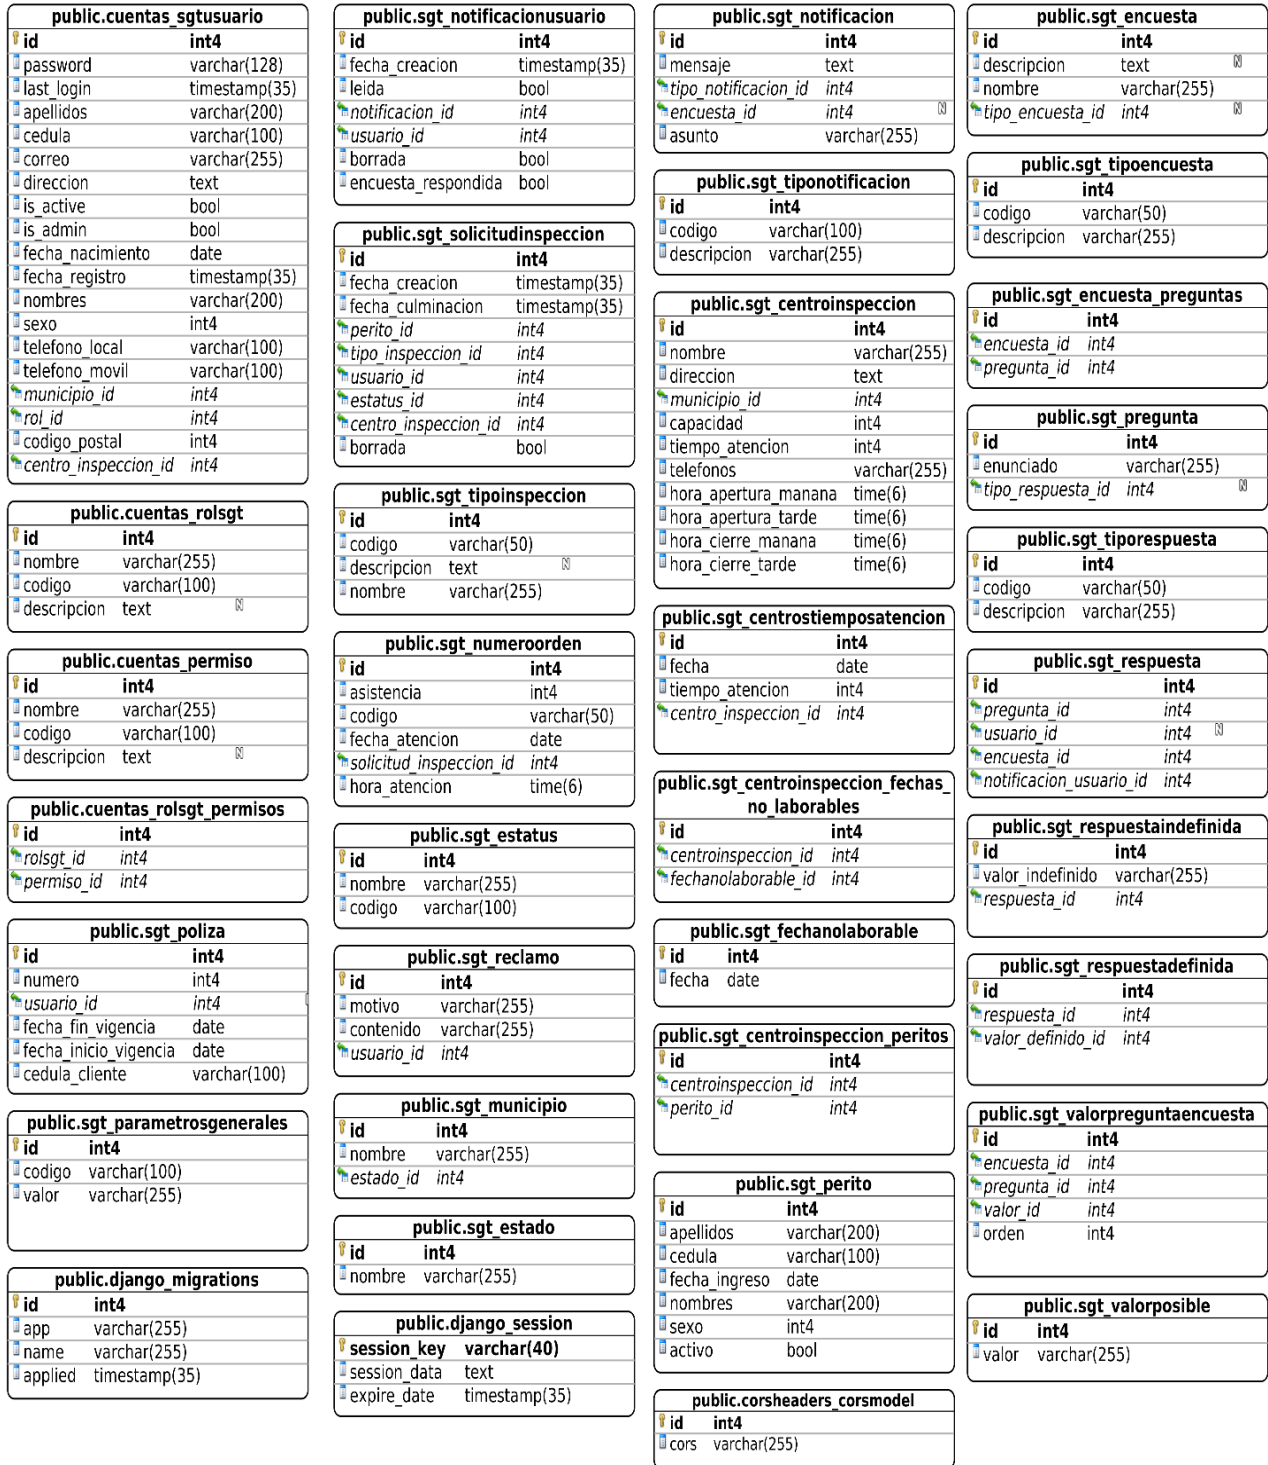 public.cuentas_sgtusuario
id int4
password varchar(128)
last_login timestamp(35)
apellidos varchar(200)
cedula varchar(100)
correo varchar(255)
direccion text
is_active bool
is_admin bool
fecha_nacimiento date
fecha_registro timestamp(35)
nombres varchar(200)
sexo int4
telefono_local varchar(100)
telefono_movil varchar(100)
municipio_id int4
rol_id int4
codigo_postal int4
centro_inspeccion_id int4
public.cuentas_rolsgt
id int4
nombre varchar(255)
codigo varchar(100)
descripcion text N
public.cuentas_permiso
id int4
nombre varchar(255)
codigo varchar(100)
descripcion text N
public.cuentas_rolsgt_permisos
id int4
rolsgt_id int4
permiso_id int4
public.sgt_poliza
id int4
numero int4
usuario_id int4
fecha_fin_vigencia date
fecha_inicio_vigencia date
cedula_cliente varchar(100)
public.sgt_parametrosgenerales
id int4
codigo varchar(100)
valor varchar(255)
public.django_migrations
id int4
app varchar(255)
name varchar(255)
applied timestamp(35)
public.sgt_notificacionusuario
id int4
fecha_creacion timestamp(35)
leida bool
notificacion_id int4
usuario_id int4
borrada bool
encuesta_respondida bool
public.sgt_solicitudinspeccion
id int4
fecha_creacion timestamp(35)
fecha_culminacion timestamp(35)
perito_id int4
tipo_inspeccion_id int4
usuario_id int4
estatus_id int4
centro_inspeccion_id int4
borrada bool
public.sgt_tipoinspeccion
id int4
codigo varchar(50)
descripcion text N
nombre varchar(255)
public.sgt_numeroorden
id int4
asistencia int4
codigo varchar(50)
fecha_atencion date
solicitud_inspeccion_id int4
hora_atencion time(6)
public.sgt_estatus
id int4
nombre varchar(255)
codigo varchar(100)
public.sgt_reclamo
id int4
motivo varchar(255)
contenido varchar(255)
usuario_id int4
public.sgt_municipio
id int4
nombre varchar(255)
estado_id int4
public.sgt_estado
id int4
nombre varchar(255)
public.django_session
session_key varchar(40)
session_data text
expire_date timestamp(35)
public.sgt_notificacion
id int4
mensaje text
tipo_notificacion_id int4
encuesta_id int4 N
asunto varchar(255)
public.sgt_tiponotificacion
id int4
codigo varchar(100)
descripcion varchar(255)
public.sgt_centroinspeccion
id int4
nombre varchar(255)
direccion text
municipio_id int4
capacidad int4
tiempo_atencion int4
telefonos varchar(255)
hora_apertura_manana time(6)
hora_apertura_tarde time(6)
hora_cierre_manana time(6)
hora_cierre_tarde time(6)
public.sgt_centrostiemposatencion
id int4
fecha date
tiempo_atencion int4
centro_inspeccion_id int4
public.sgt_centroinspeccion_fechas_
no_laborables
id int4
centroinspeccion_id int4
fechanolaborable_id int4
public.sgt_fechanolaborable
id int4
fecha date
public.sgt_centroinspeccion_peritos
id int4
centroinspeccion_id int4
perito_id int4
public.sgt_perito
id int4
apellidos varchar(200)
cedula varchar(100)
fecha_ingreso date
nombres varchar(200)
sexo int4
activo bool
public.corsheaders_corsmodel
id int4
cors varchar(255)
public.sgt_encuesta
id int4
descripcion text N
nombre varchar(255)
tipo_encuesta_id int4 N
public.sgt_tipoencuesta
id int4
codigo varchar(50)
descripcion varchar(255)
public.sgt_encuesta_preguntas
id int4
encuesta_id int4
pregunta_id int4
public.sgt_pregunta
id int4
enunciado varchar(255)
tipo_respuesta_id int4 N
public.sgt_tiporespuesta
id int4
codigo varchar(50)
descripcion varchar(255)
public.sgt_respuesta
id int4
pregunta_id int4
usuario_id int4 N
encuesta_id int4
notificacion_usuario_id int4
public.sgt_respuestaindefinida
id int4
valor_indefinido varchar(255)
respuesta_id int4
public.sgt_respuestadefinida
id int4
respuesta_id int4
valor_definido_id int4
public.sgt_valorpreguntaencuesta
id int4
encuesta_id int4
pregunta_id int4
valor_id int4
orden int4
public.sgt_valorposible
id int4
valor varchar(255)